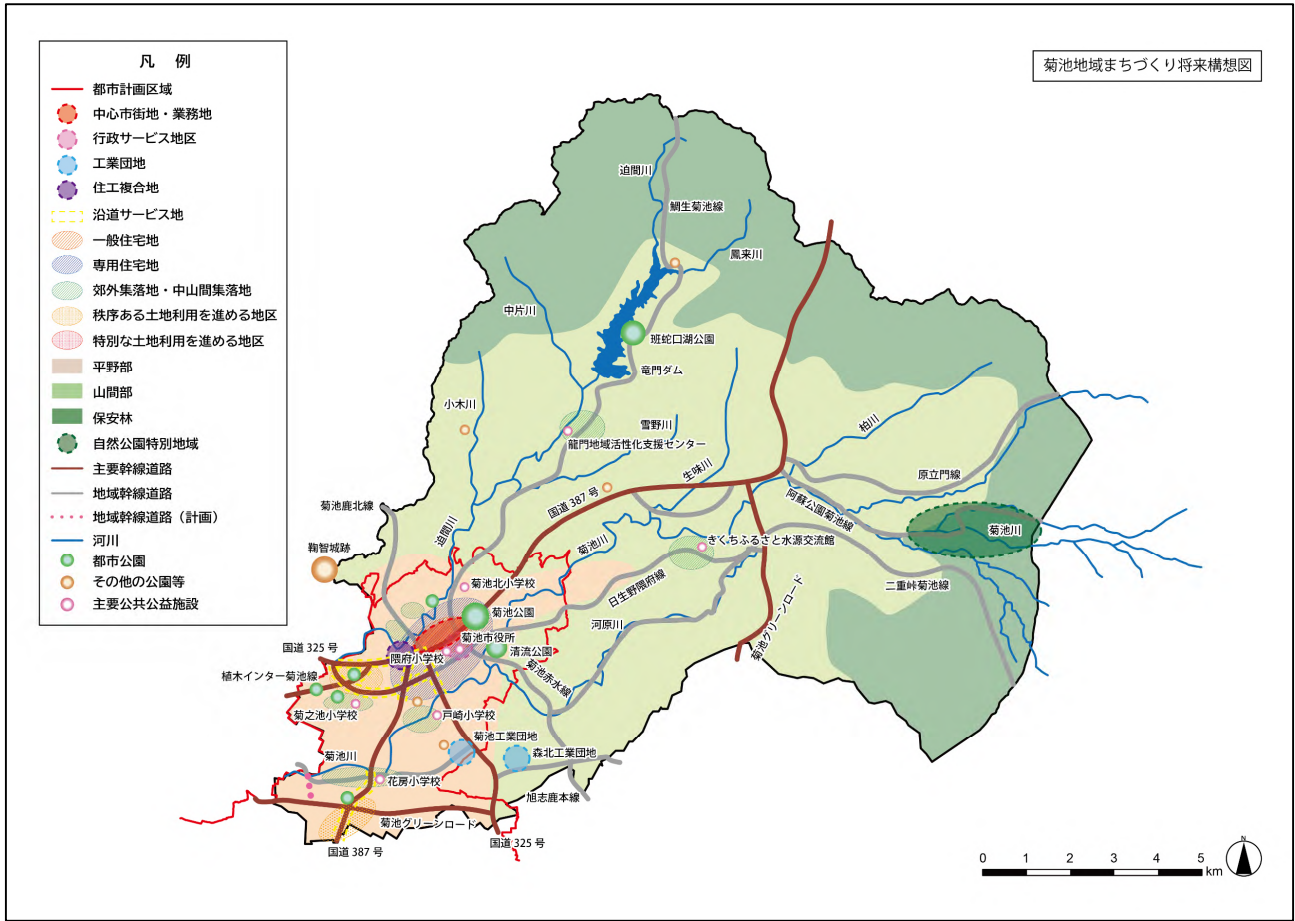 菊池地域まちづくり将来構想図
凡 例
都市計画区域
中心市街地・業務地
行政サービス地区
工業団地
住工複合地
沿道サービス地
一般住宅地
専用住宅地
郊外集落地・中山間集落地
秩序ある土地利用を進める地区
特別な土地利用を進める地区
平野部
山間部
保安林
自然公園特別地域
主要幹線道路
地域幹線道路
地域幹線道路（計画）
河川
都市公園
その他の公園等
主要公共公益施設
迫間川
鯛生菊池線
鳳来川
中片川
班蛇口湖公園
竜門ダム
小木川
雪野川
柏川
龍門地域活性化支援センター
生味川
原立門線
国道387号
阿蘇公園菊池線
菊池鹿北線
迫間川
菊池川
菊池川
きくちふるさと水源交流館
鞠智城跡
日生野隈府線
二重峠菊池線
菊池北小学校
菊池公園
河原川
菊池グリーンロード
菊池市役所
国道325号
隈府小学校
清流公園
植木インター菊池線
菊池赤水線
菊之池小学校
戸崎小学校
菊池工業団地
森北工業団地
菊池川
花房小学校
旭志鹿本線
菊池グリーンロード
国道325号
国道387号
0 1 2 3 4 5
km
N